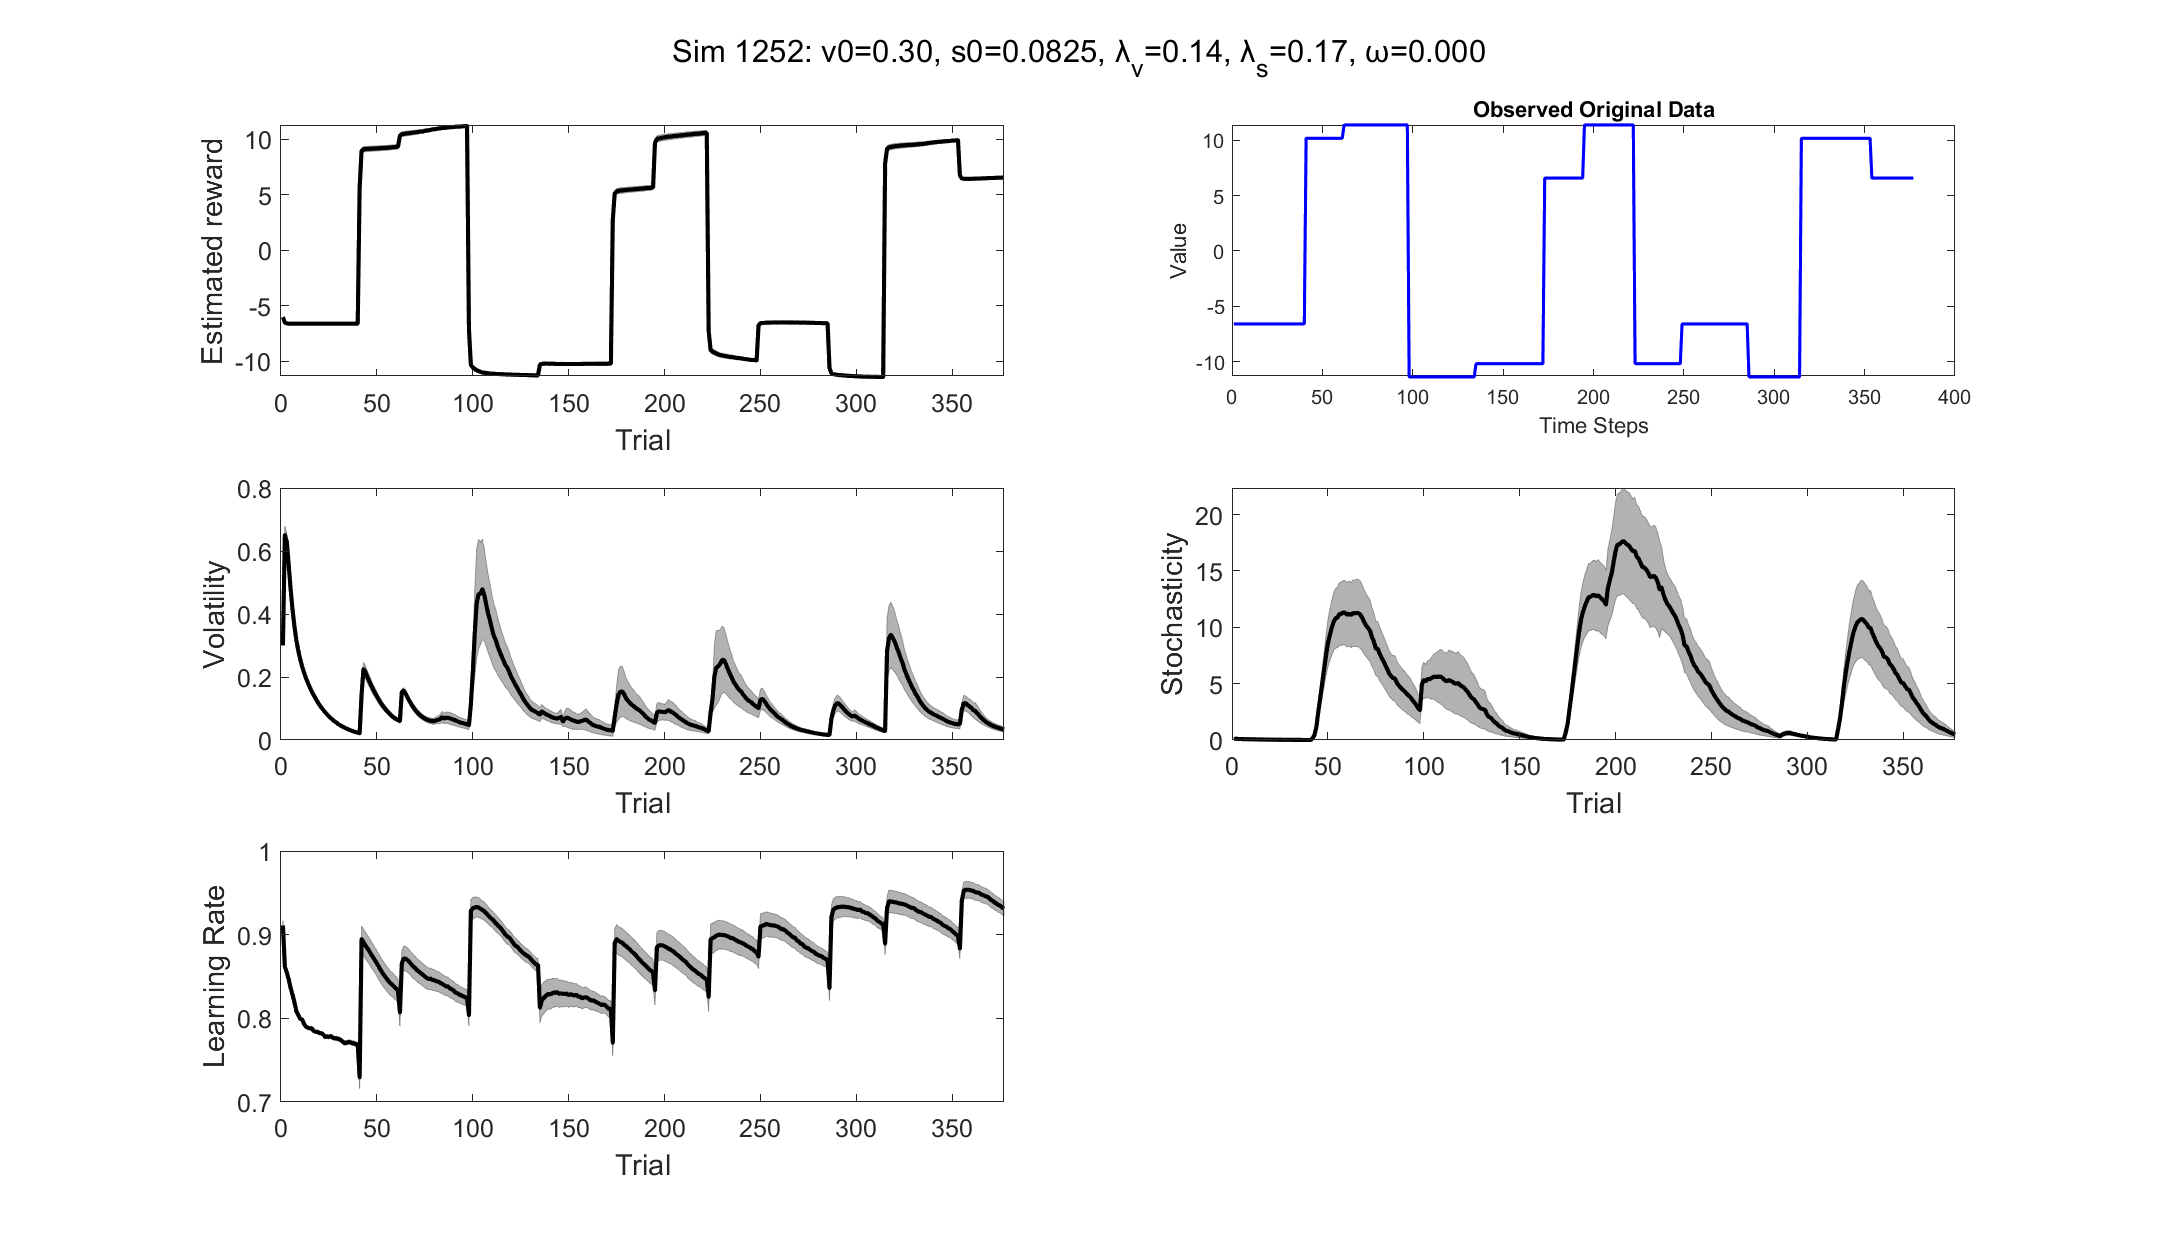 Sim 1252: v0=0.30, s0=0.0825, λ_v=0.14, λ_s=0.17, ω=0.000
Estimated reward
10
5
0
-5
-10
0 50 100 150 200 250 300 350
Trial
Observed Original Data
Value
10
5
0
-5
-10
0 50 100 150 200 250 300 350 400
Time Steps
Volatility
0.8
0.6
0.4
0.2
0
0 50 100 150 200 250 300 350
Trial
Stochasticity
20
15
10
5
0
0 50 100 150 200 250 300 350
Trial
Learning Rate
1
0.9
0.8
0.7
0 50 100 150 200 250 300 350
Trial